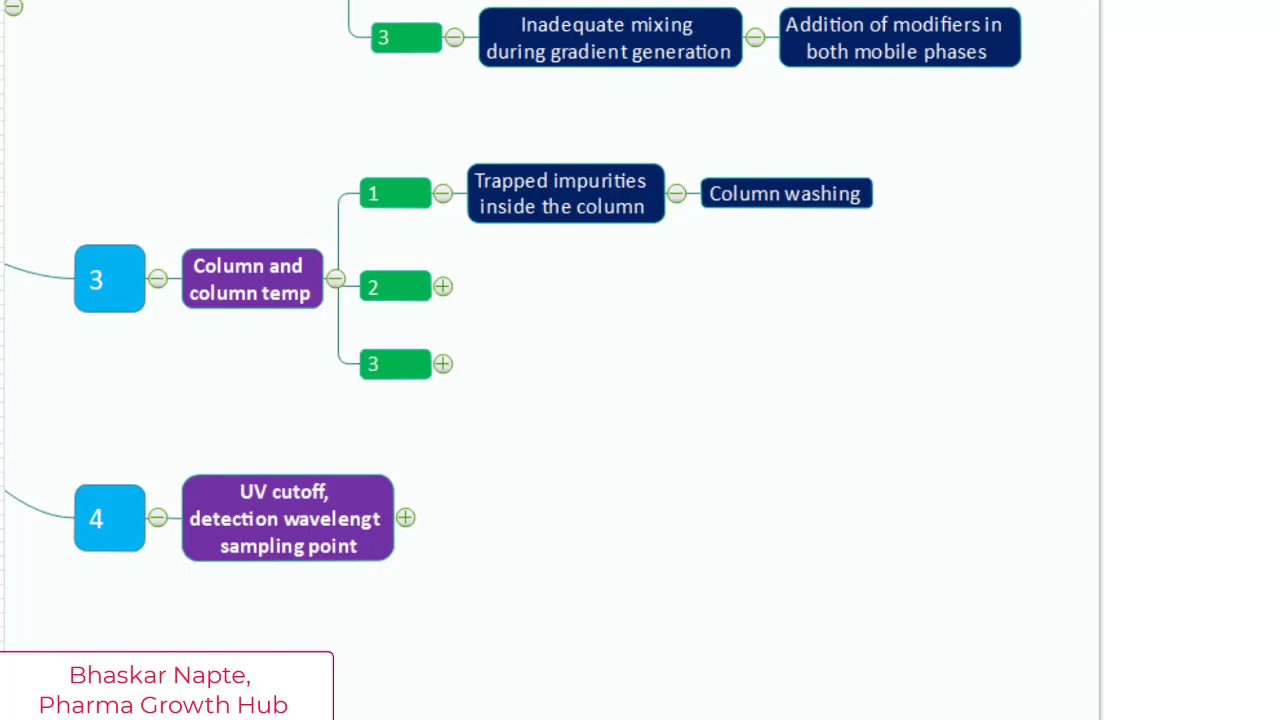 3
Inadequate mixing
during gradient generation
Addition of modifiers in
both mobile phases
3
Column and
column temp
1
Trapped impurities
inside the column
Column washing
2
3
4
UV cutoff,
detection wavelengt
sampling point
Bhaskar Napte,
Pharma Growth Hub